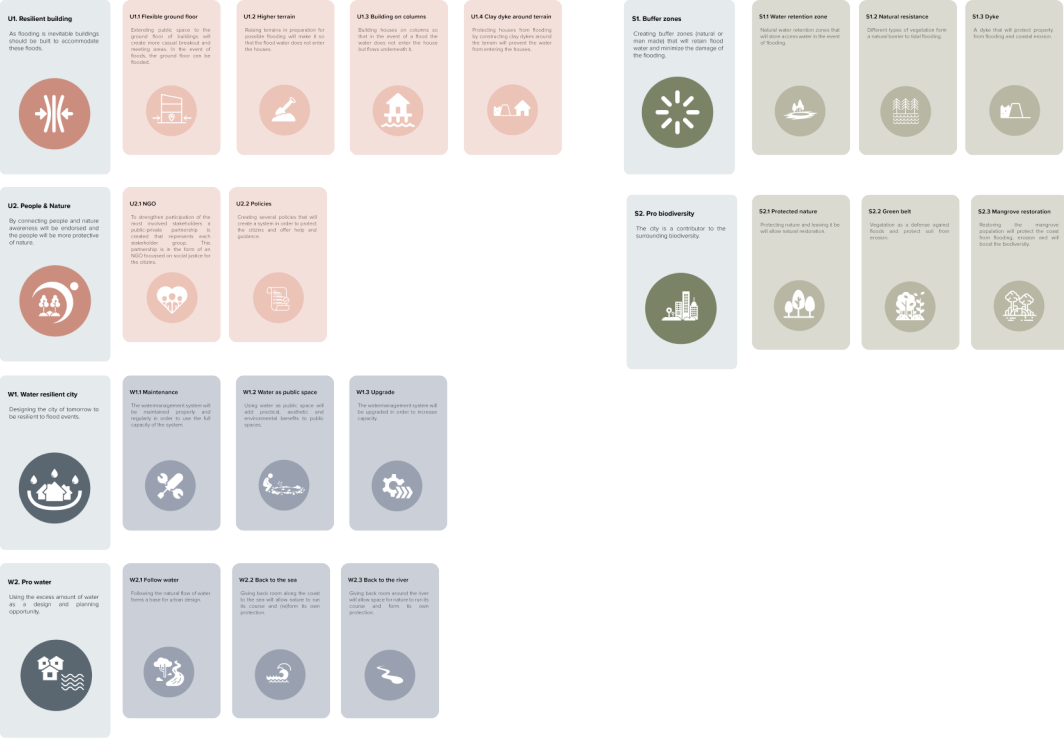 U1. Resilient building
As flooding is inevitable buildings
should be built to accommodate
these floods.
U1.1 Flexible ground floor
Extending public space to the
ground floor of buildings will
create more casual breakout and
meeting areas. In the event of
floods, the ground floor can be
flooded.
U1.2 Higher terrain
Raising terrains in preparation for
possible flooding will make it so
that the flood water does not enter
the houses.
U1.3 Building on columns
Building houses on columns so
that in the event of a flood the
water does not enter the house
but flows underneath it.
U1.4 Clay dyke around terrain
Protecting houses from flooding
by constructing clay dykes around
the terrain will prevent the water
from entering the houses.
S1. Buffer zones
Creating buffer zones (natural or
man made) that will retain flood
water and minimize the damage of
the flooding.
S1.1 Water retention zone
Natural water retention zones that
will store access water in the event
of flooding.
S1.2 Natural resistance
Different types of vegetation form
a natural barrier to tidal flooding.
S1.3 Dyke
A dyke that will protect property
from flooding and coastal erosion.
U2. People & Nature
By connecting people and nature
awareness will be endorsed and
the people will be more protective
of nature.
U2.1 NGO
To strengthen participation of the
most involved stakeholders a
public-private partnership is
created that represents each
stakeholder group. This
partnership is in the form of an
NGO focussed on social justice for
the citizens.
U2.2 Policies
Creating several policies that will
create a system in order to protect
the citizens and offer help and
guidance.
S2. Pro biodiversity
The city is a contributor to the
surrounding biodiversity.
S2.1 Protected nature
Protecting nature and leaving it be
will allow natural restoration.
S2.2 Green belt
Vegetation as a defense against
floods and protect soil from
erosion.
S2.3 Mangrove restoration
Restoring the mangrove
population will protect the coast
from flooding, erosion and will
boost the biodiversity.
W1. Water resilient city
Designing the city of tomorrow to
be resilient to flood events.
W1.1 Maintenance
The watermanagement system will
be maintained properly and
regularly in order to use the full
capacity of the system.
W1.2 Water as public space
Using water as public space will
add practical, aesthetic and
environmental benefits to public
spaces.
W1.3 Upgrade
The watermanagement system will
be upgraded in order to increase
capacity.
W2. Pro water
Using the excess amount of water
as a design and planning
opportunity.
W2.1 Follow water
Following the natural flow of water
forms a base for urban design.
W2.2 Back to the sea
Giving back room along the coast
to the sea will allow nature to run
its course and (re)form its own
protection.
W2.3 Back to the river
Giving back room around the river
will allow space for nature to run its
course and form its own
protection.